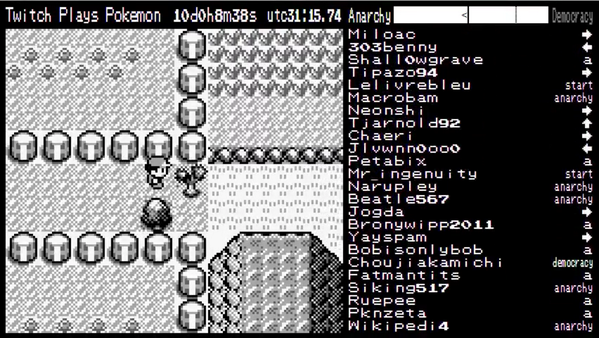 Twitch Plays Pokemon 10d0h8m38s utc31:15.74 Anarchy < Democracy
Miloac →
303benny ←
Shall0wgrave a
Tipazo94 →
Lelivrebleu start
Macrobam anarchy
Neonshi →
Tjarnold92 ↑
Chaeri →
Jlvwnn0oo0 ←
Petabix a
Mr_ingenuity start
Narupley anarchy
Beatle567 anarchy
Jogda →
Bronywipp2011 a
Yayspam →
Bobisonlybob a
Choujiakamichi democracy
Fatmantits a
Siking517 anarchy
Ruepee a
Pknzeta a
Wikipedi4 anarchy